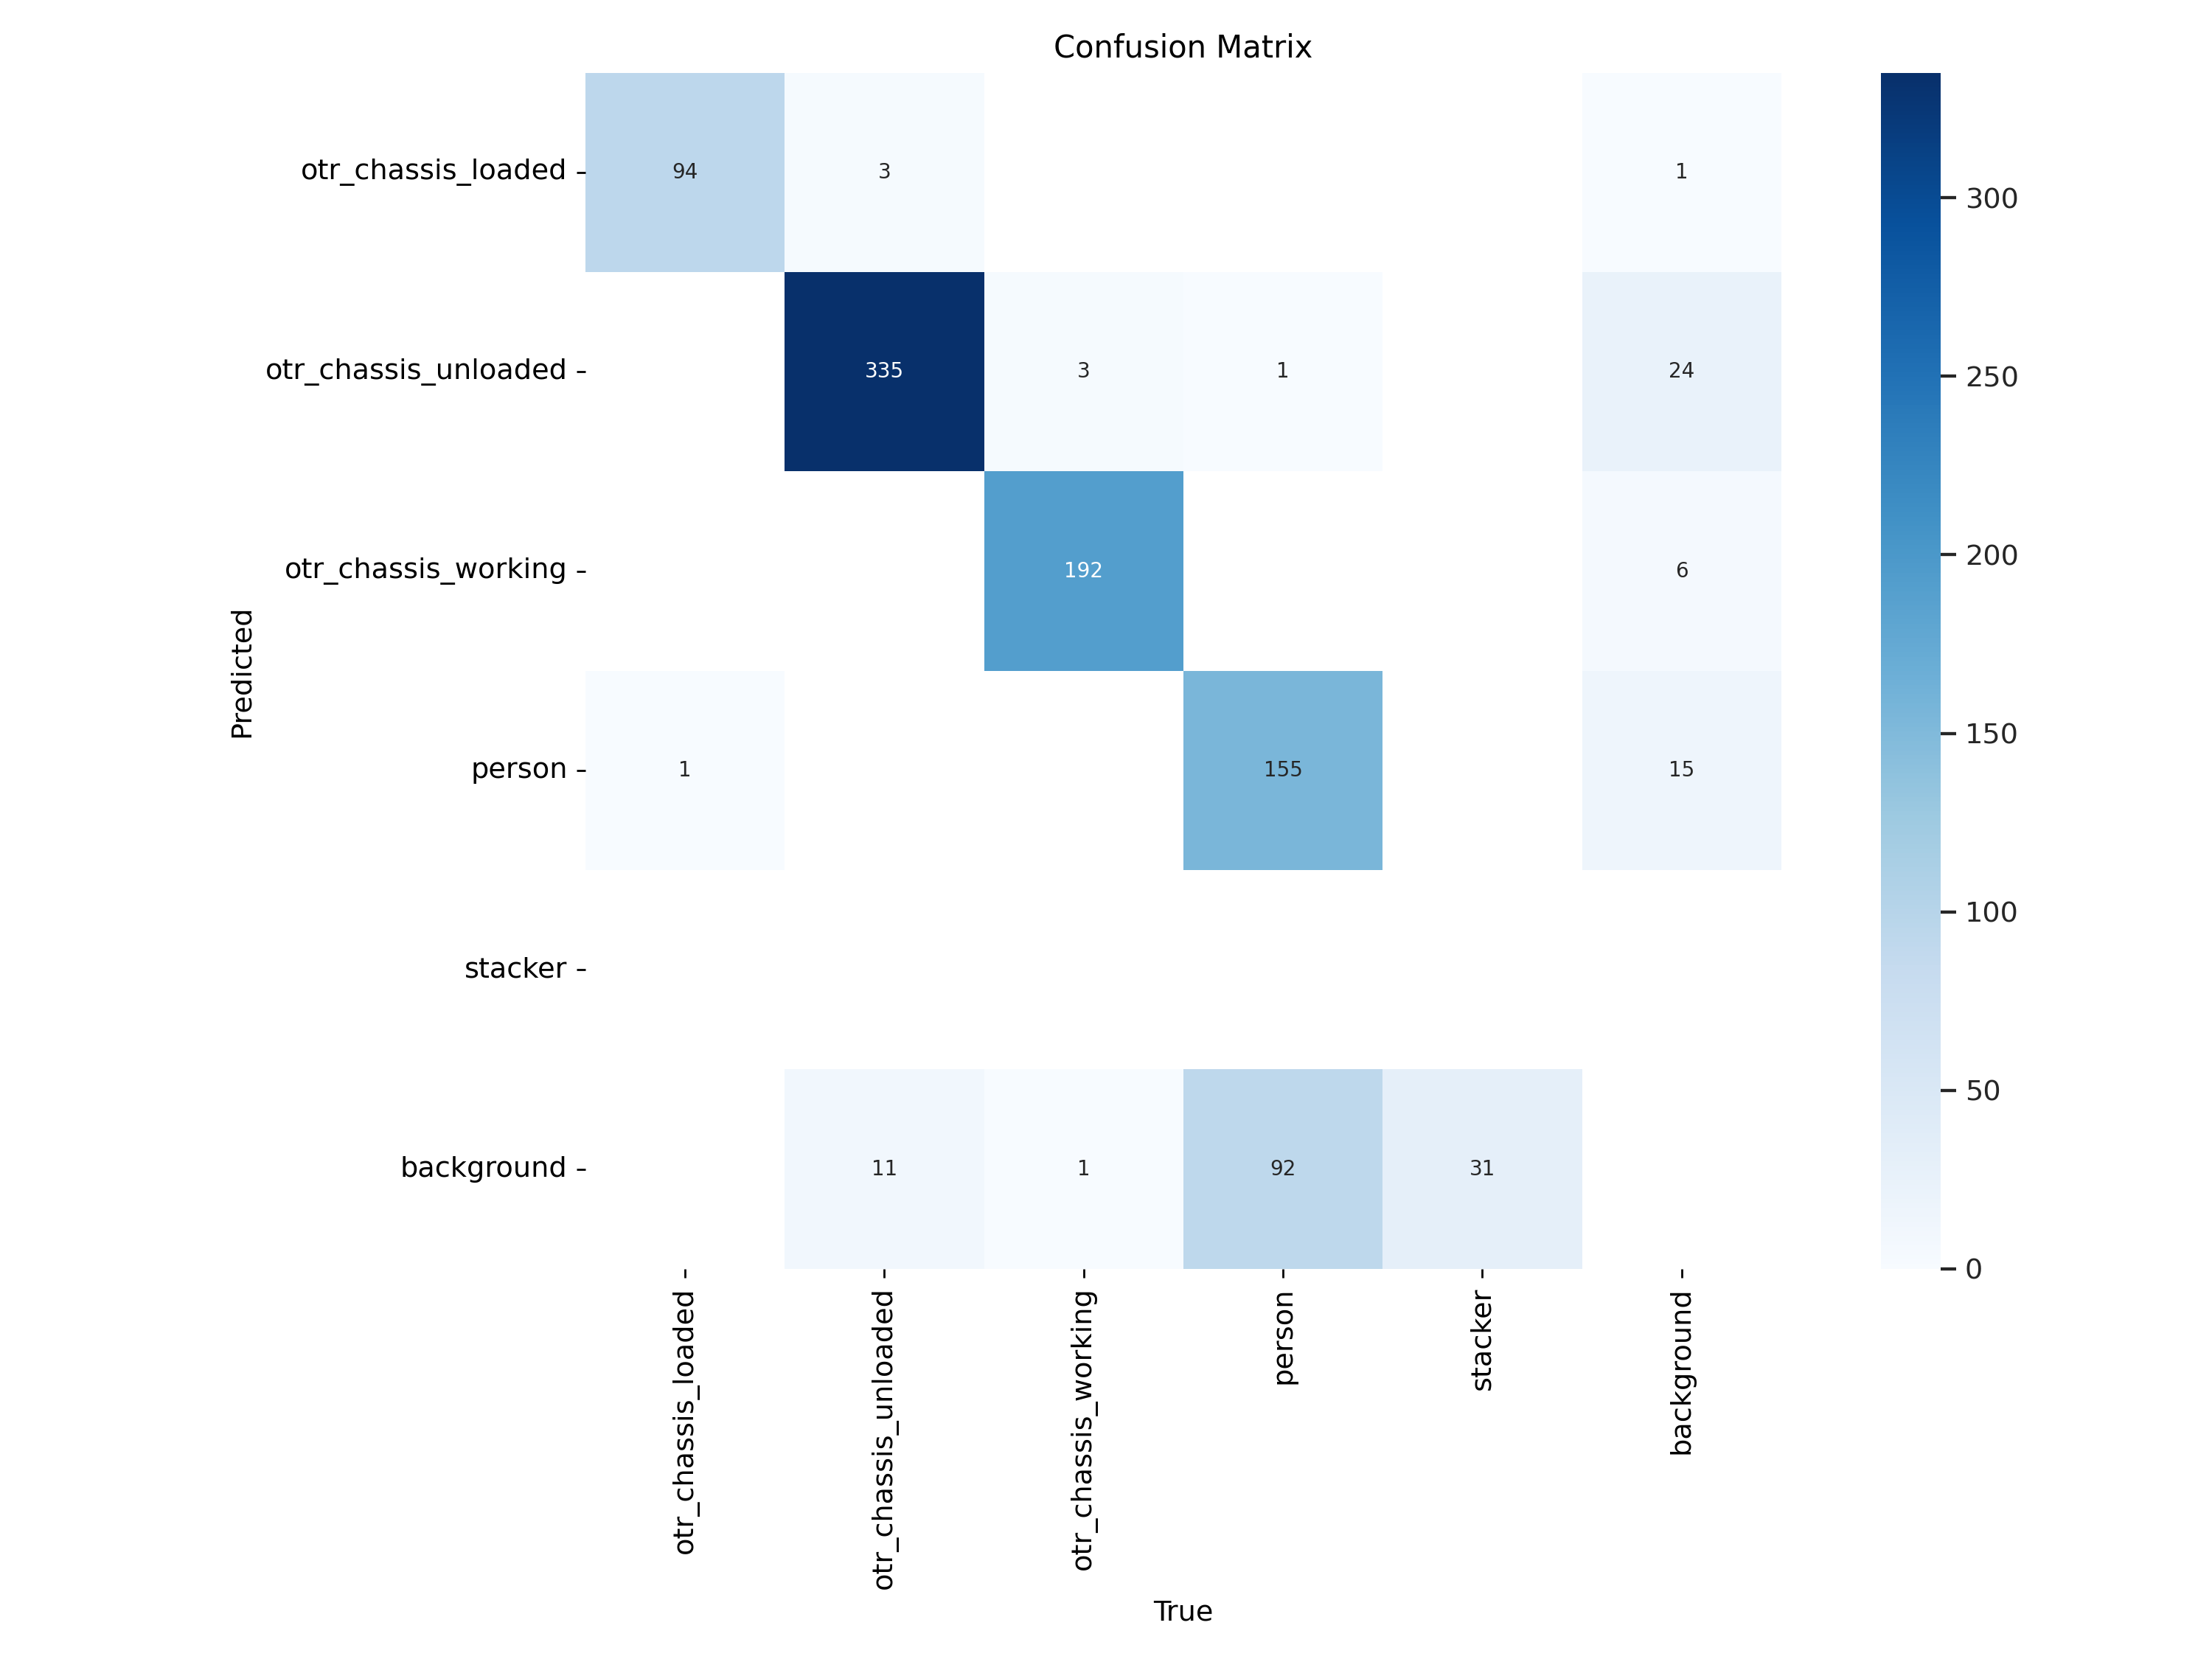 Confusion Matrix
otr_chassis_loaded
94
3
1
otr_chassis_unloaded
335
3
1
24
otr_chassis_working
192
6
person
1
155
15
stacker
background
11
1
92
31
Predicted
otr_chassis_loaded
otr_chassis_unloaded
otr_chassis_working
person
stacker
background
True
300
250
200
150
100
50
0